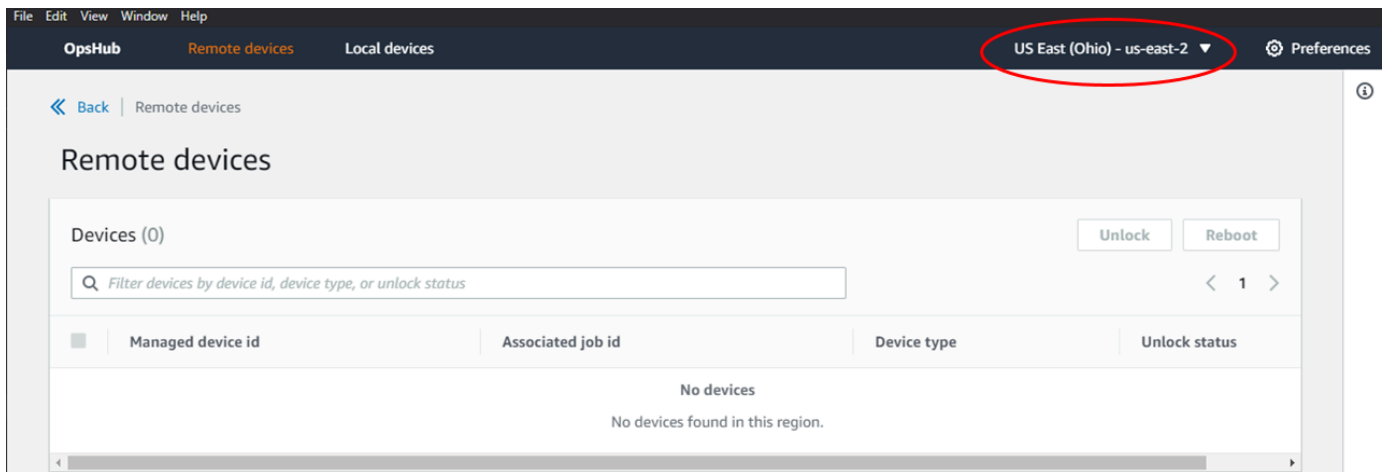 File Edit View Window Help
OpsHub Remote devices Local devices US East (Ohio) - us-east-2 ▼ Preferences
Back | Remote devices
Remote devices
Devices (0) Unlock Reboot
Filter devices by device id, device type, or unlock status < 1 >
Managed device id Associated job id Device type Unlock status
No devices
No devices found in this region.